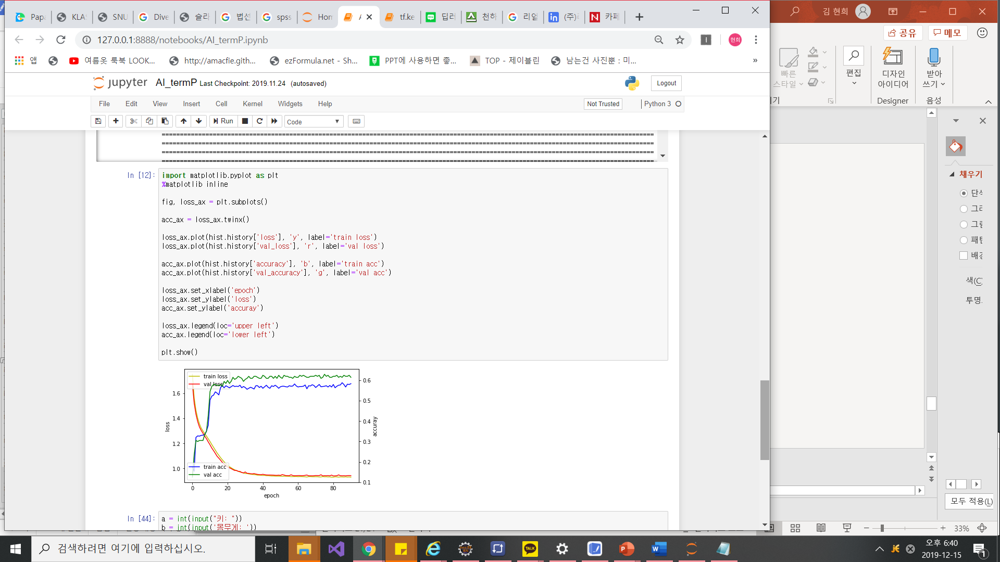 Papa
KLA
SNU
Dive
슬라
법선
spss
Hom
A
tf.ke
딥러
천하
리얼
(주)
카페
김 현희
127.0.0.1:8888/notebooks/AI_termP.ipynb
현희
공유
메모
앱
여름옷 룩북 LOOK...
http://amacfie.gith...
ezFormula.net - Sh...
PPT에 사용하면 좋...
TOP - 제이블린
남는건 사진뿐 : 미...
»
빠른
스타일
편집
디자인
아이디어
받아
쓰기
Designer
음성
jupyter AI_termP Last Checkpoint: 2019.11.24 (autosaved)
Logout
File Edit View Insert Cell Kernel Widgets Help
Not Trusted
Python 3
Run
Code
In [12]:
import matplotlib.pyplot as plt
%matplotlib inline
fig, loss_ax = plt.subplots()
acc_ax = loss_ax.twinx()
loss_ax.plot(hist.history['loss'], 'y', label='train loss')
loss_ax.plot(hist.history['val_loss'], 'r', label='val loss')
acc_ax.plot(hist.history['accuracy'], 'b', label='train acc')
acc_ax.plot(hist.history['val_accuracy'], 'g', label='val acc')
loss_ax.set_xlabel('epoch')
loss_ax.set_ylabel('loss')
acc_ax.set_ylabel('accuray')
loss_ax.legend(loc='upper left')
acc_ax.legend(loc='lower left')
plt.show()
train loss
val loss
train acc
val acc
1.6
1.4
1.2
1.0
loss
0.6
0.5
0.4
0.3
0.2
0.1
accuray
0 20 40 60 80
epoch
In [44]:
a = int(input("키: "))
b = int(input('몸무게: '))
채우기
단색
패턴
색(C)
투명
모두 적용(L)
33%
검색하려면 여기에 입력하십시오.
TALK
오후 6:40
2019-12-15
1